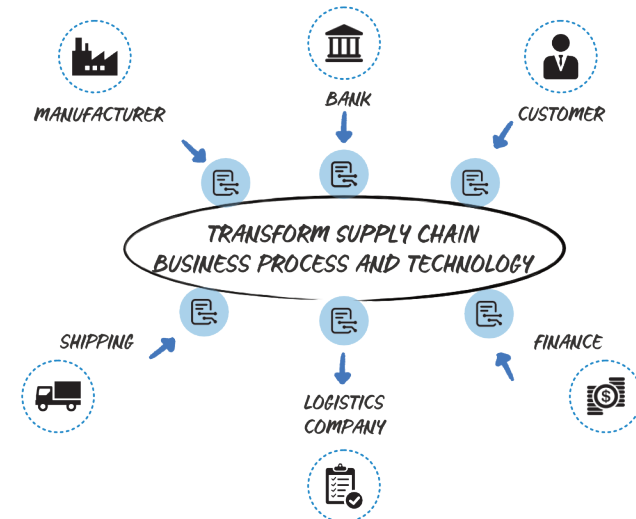 MANUFACTURER
BANK
CUSTOMER
TRANSFORM SUPPLY CHAIN
BUSINESS PROCESS AND TECHNOLOGY
SHIPPING
FINANCE
LOGISTICS
COMPANY
$